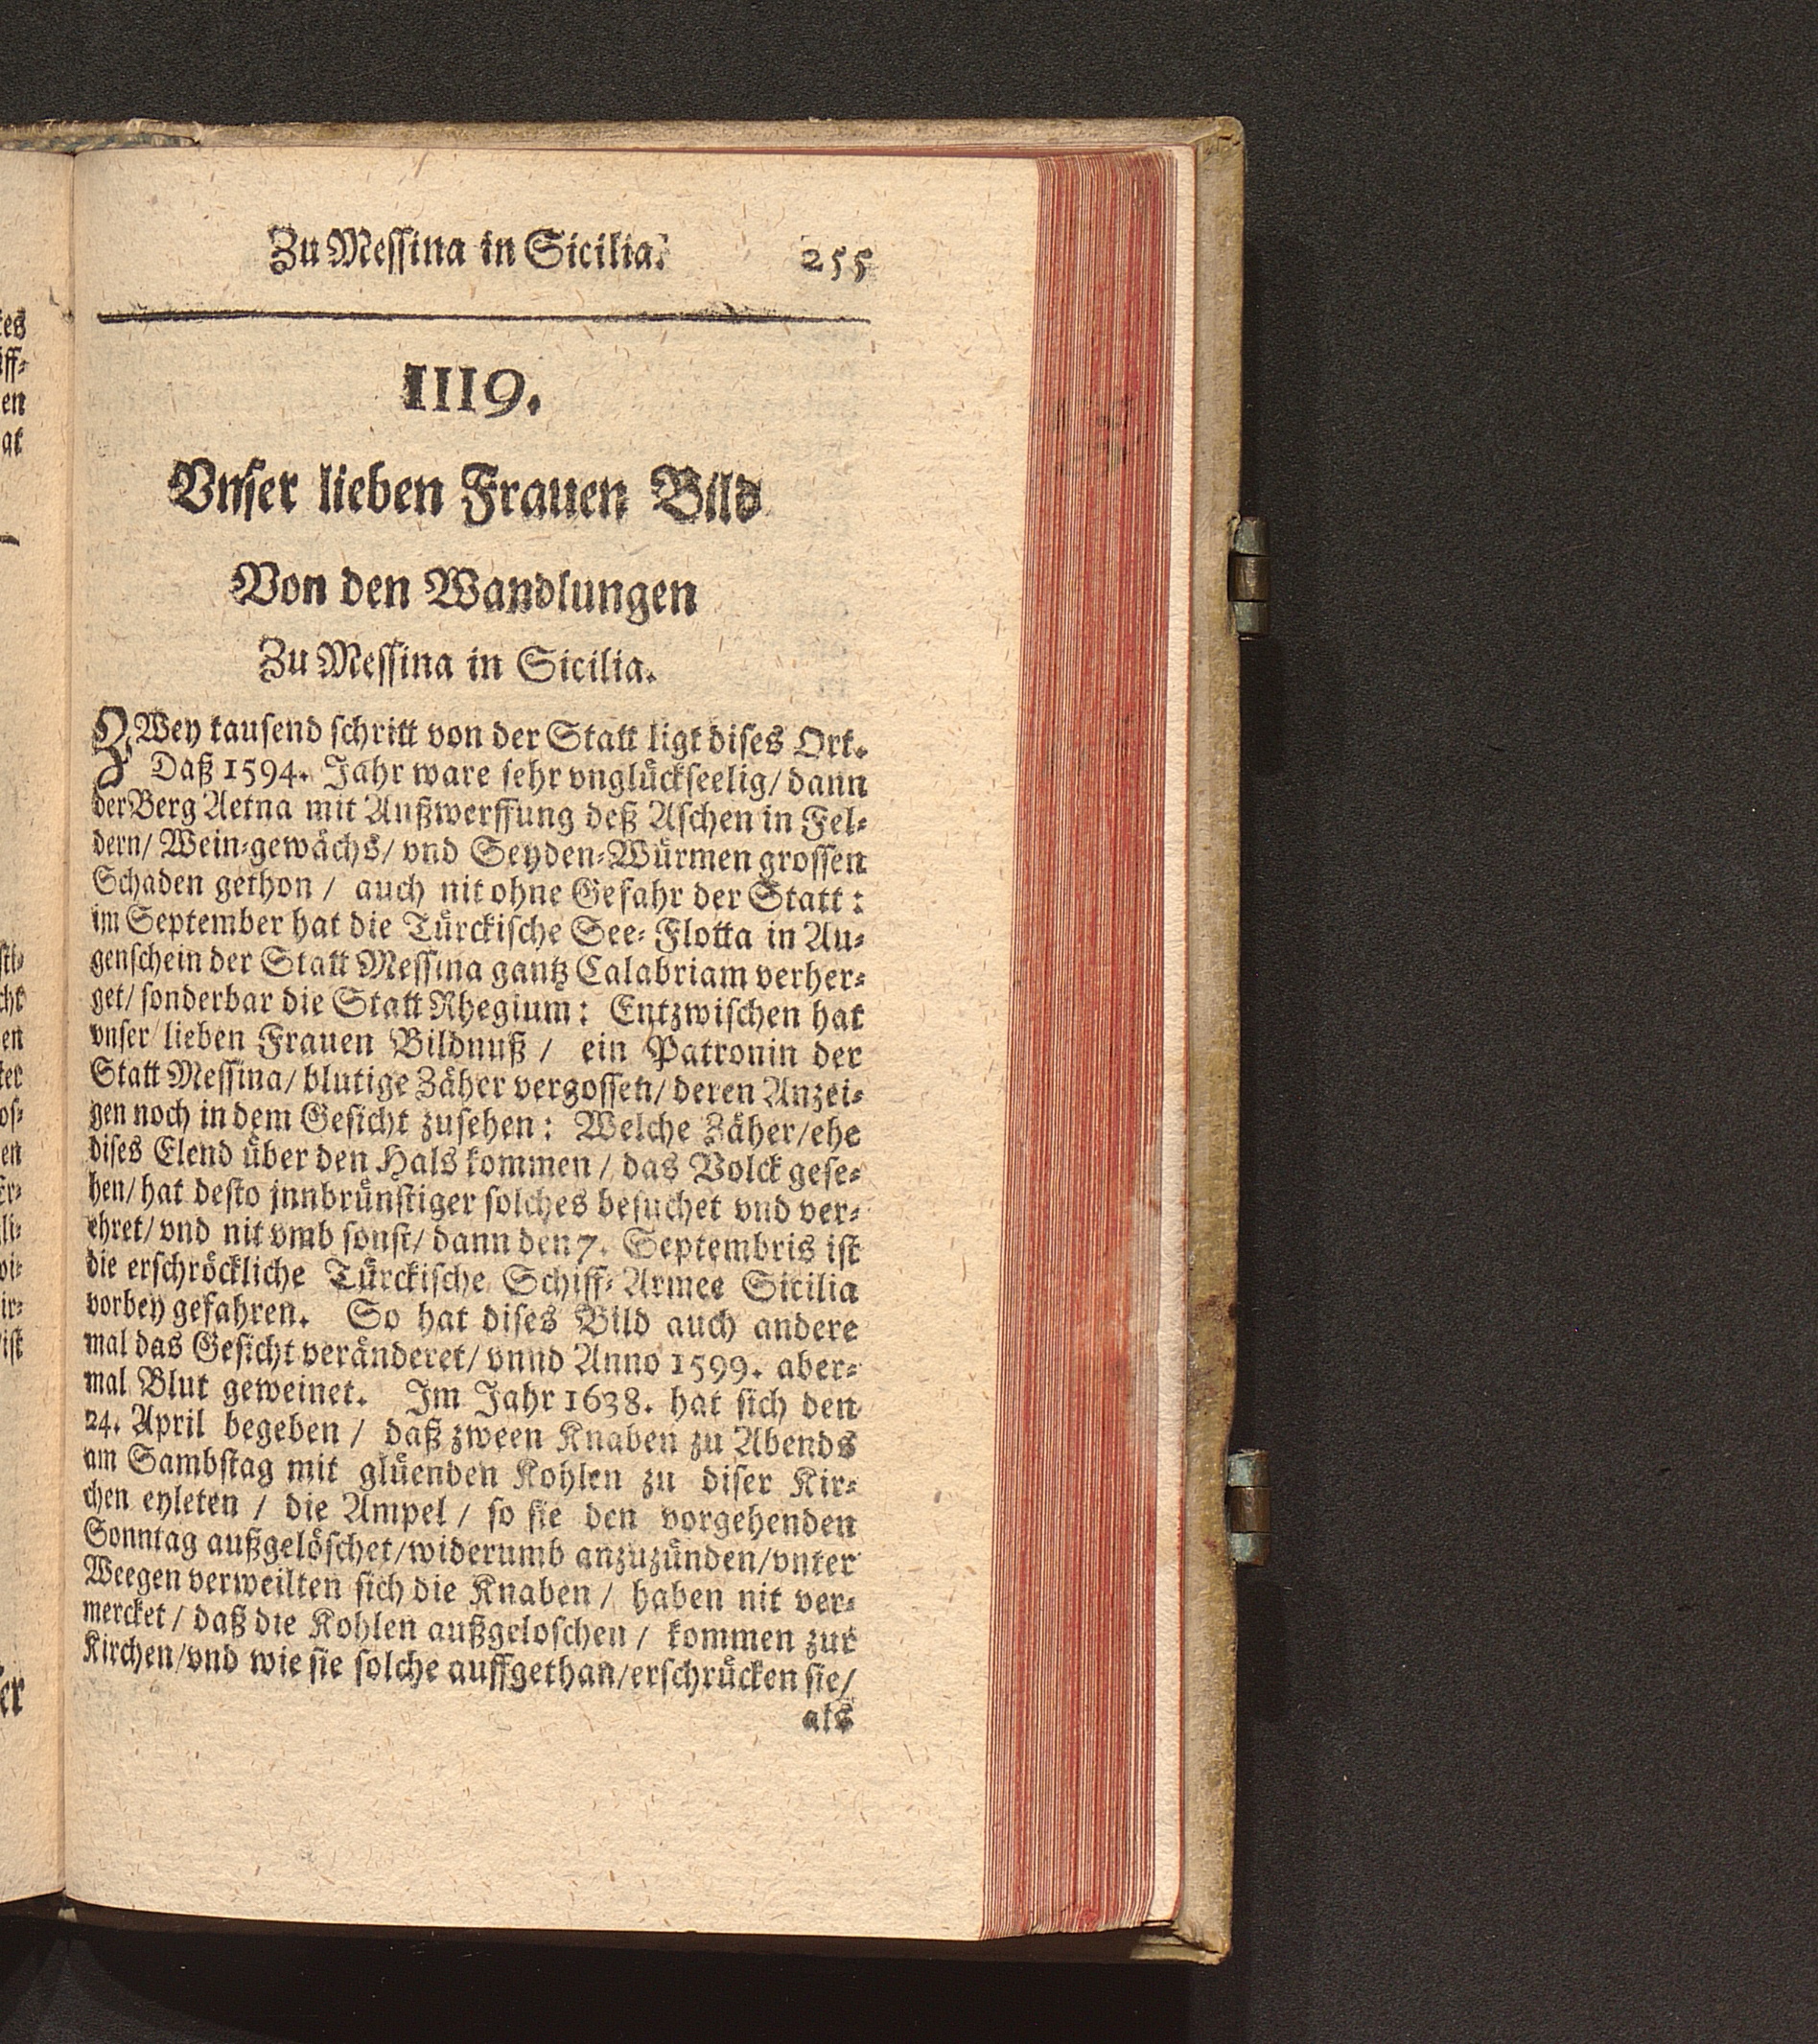 Zu Meſſina in Sicilia. 255
1119.
Vnſer lieben Frauen Bild
Von den Wandlungen
Zu Meſſina in Sicilia.
ZWey tauſend ſchritt von der Statt ligt diſes Ort.
Daß 1594. Jahr ware ſehr vnglückſeelig/ dann
der Berg Aetna mit Außwerffung deß Aſchen in Fel-
dern/ Wein-gewächs/ vnd Seyden-Würmen groſſen
Schaden gethon / auch nit ohne Gefahr der Statt:
im September hat die Türckiſche See-Flotta in Au-
genſchein der Statt Meſſina gantz Calabriam verher-
get/ ſonderbar die Statt Rhegium: Entzwiſchen hat
vnſer lieben Frauen Bildnuß / ein Patronin der
Statt Meſſina/ blutige Zäher vergoſſen/ deren Anzei-
gen noch in dem Geſicht zuſehen: Welche Zäher/ehe
diſes Elend über den Hals kommen / das Volck geſe-
hen/ hat deſto jnnbrünſtiger ſolches beſuchet vnd ver-
ehret/ vnd nit vmb ſonſt/ dann den 7. Septembris iſt
die erſchröckliche Türckiſche Schiff-Armee Sicilia
vorbey gefahren. So hat diſes Bild auch andere
mal das Geſicht veränderet/ vnnd Anno 1599. aber-
mal Blut geweinet. Im Jahr 1638. hat ſich den
24. April begeben / daß zween Knaben zu Abends
am Sambſtag mit glüenden Kohlen zu diſer Kir-
chen eyleten / die Ampel / ſo ſie den vorgehenden
Sonntag außgelöſchet/widerumb anzuzünden/vnter
Weegen verweilten ſich die Knaben / haben nit ver-
mercket / daß die Kohlen außgeloſchen / kommen zur
Kirchen/vnd wie ſie ſolche auffgethan/erſchrücken ſie/
als